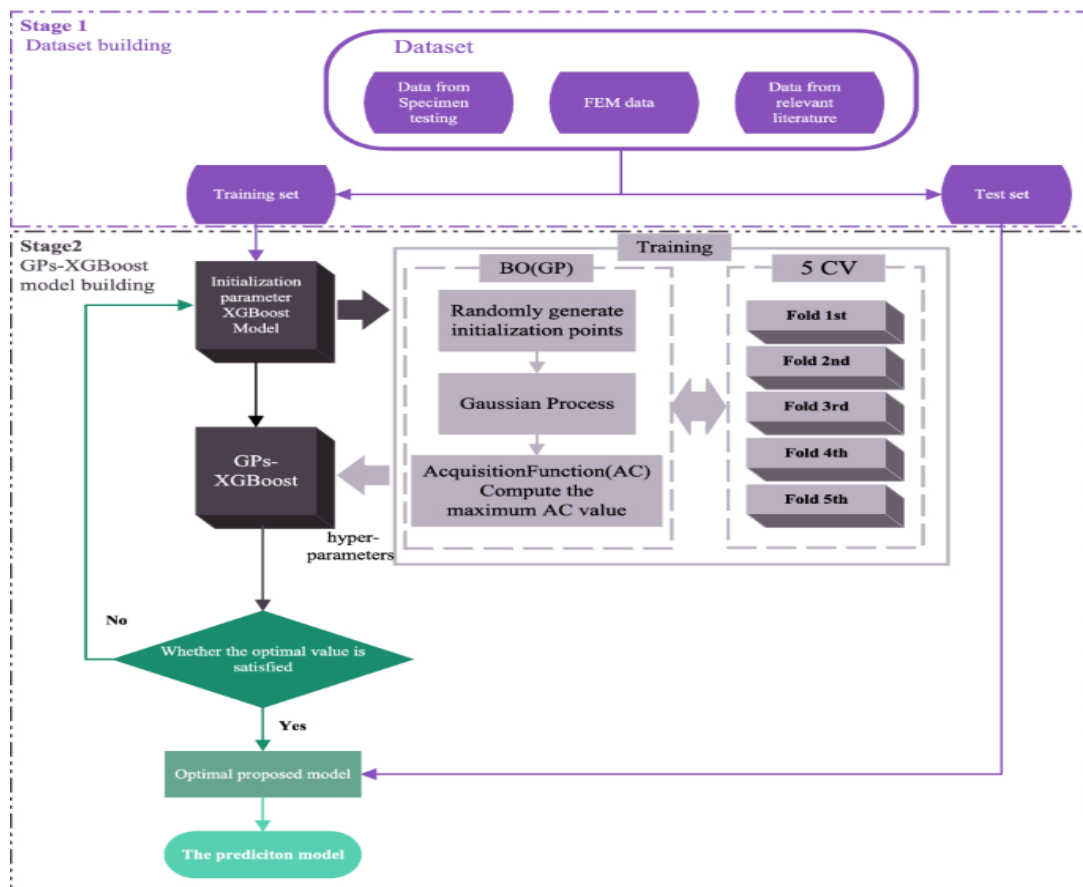 Stage 1
Dataset building
Dataset
Data from
Specimen
testing
FEM data
Data from
relevant
literature
Training set
Test set
Stage2
GPs-XGBoost
model building
Initialization
parameter
XGBoost
Model
Training
BO(GP)
Randomly generate
initialization points
Gaussian Process
AcquisitionFunction(AC)
Compute the
maximum AC value
5 CV
Fold 1st
Fold 2nd
Fold 3rd
Fold 4th
Fold 5th
GPs-
XGBoost
hyper-
parameters
No
Whether the optimal value is
satisfied
Yes
Optimal proposed model
The prediciton model